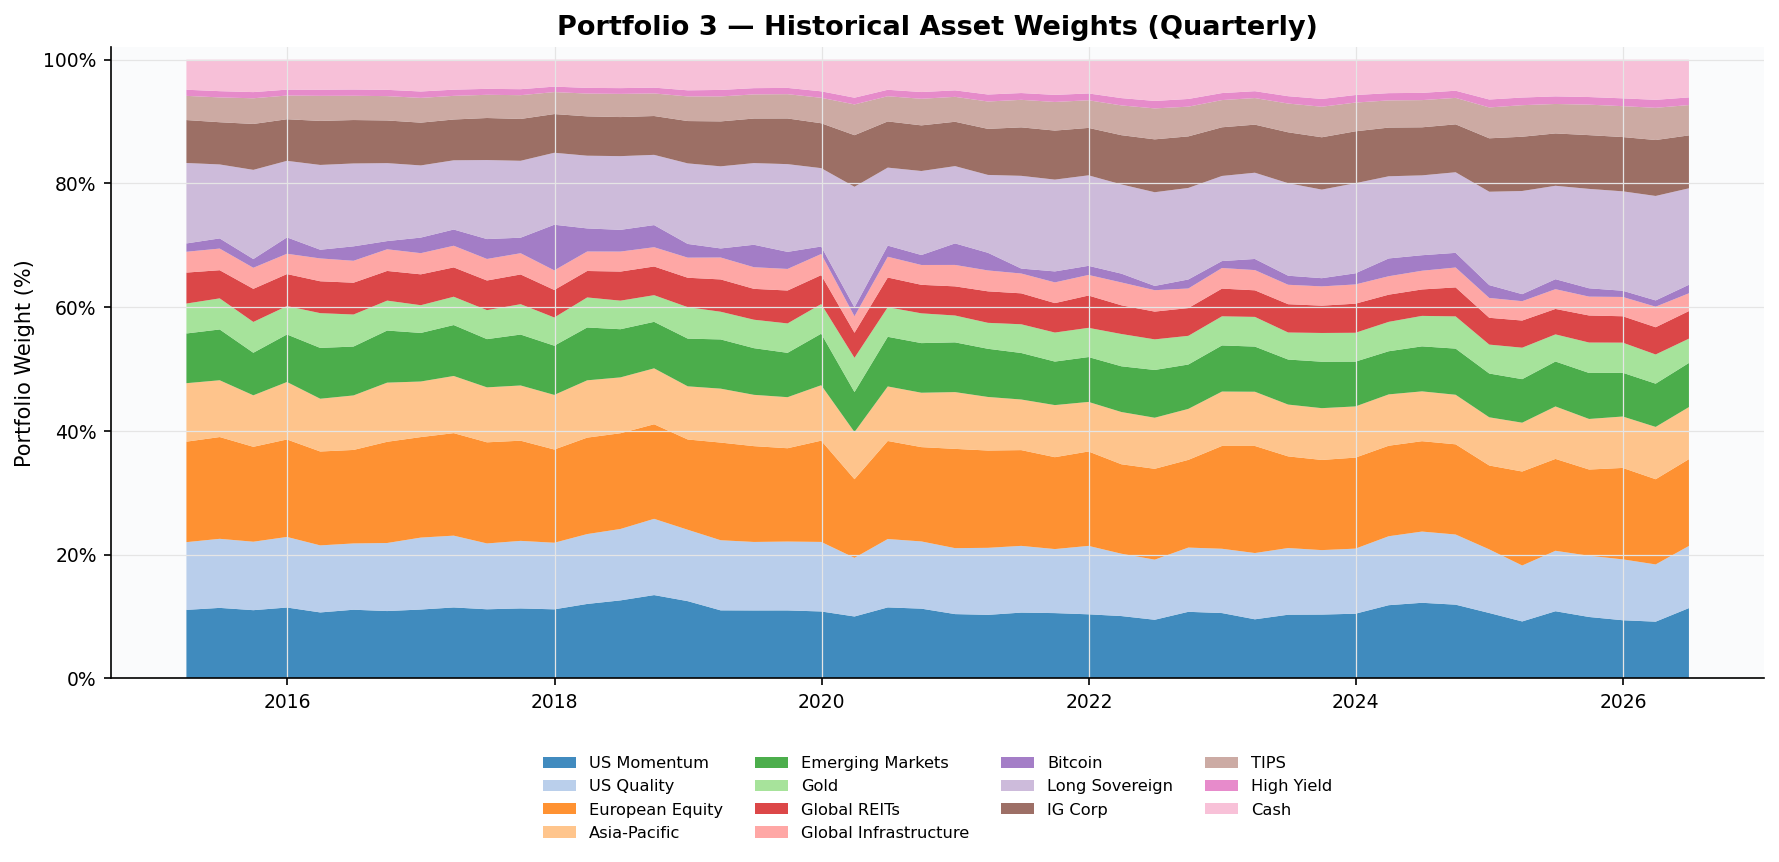 Portfolio 3 — Historical Asset Weights (Quarterly)
Portfolio Weight (%)
100%
80%
60%
40%
20%
0%
2016 2018 2020 2022 2024 2026
US Momentum
US Quality
European Equity
Asia-Pacific
Emerging Markets
Gold
Global REITs
Global Infrastructure
Bitcoin
Long Sovereign
IG Corp
TIPS
High Yield
Cash